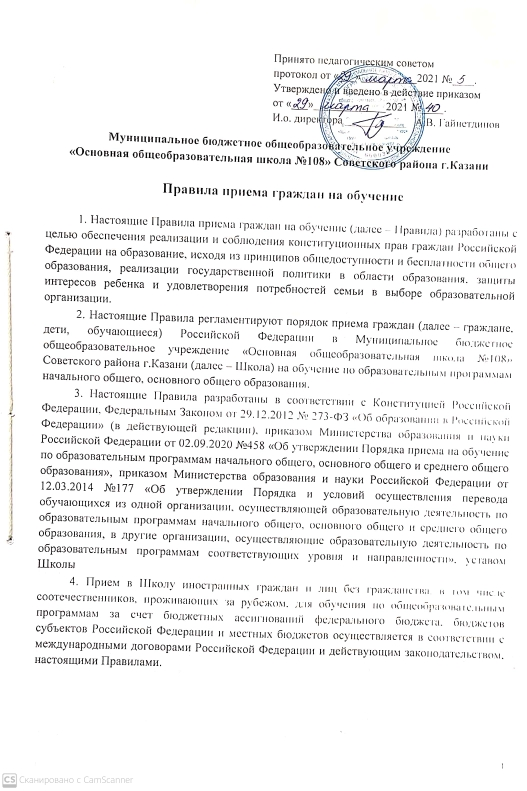 Принято педагогическим советом
протокол от «29» марта 2021 № 5.
Утверждено и введено в действие приказом
от «29» марта 2021 № 40.
И.о. директора А.В. Гайнетдинов
Муниципальное бюджетное общеобразовательное учреждение
«Основная общеобразовательная школа №108» Советского района г.Казани
Правила приема граждан на обучение
1. Настоящие Правила приема граждан на обучение (далее – Правила) разработаны с
целью обеспечения реализации и соблюдения конституционных прав граждан Российской
Федерации на образование, исходя из принципов общедоступности и бесплатности общего
образования, реализации государственной политики в области образования, защиты
интересов ребенка и удовлетворения потребностей семьи в выборе образовательной
организации.
2. Настоящие Правила регламентируют порядок приема граждан (далее – граждане,
дети, обучающиеся) Российской Федерации в Муниципальное бюджетное
общеобразовательное учреждение «Основная общеобразовательная школа №108»
Советского района г.Казани (далее – Школа) на обучение по образовательным программам
начального общего, основного общего образования.
3. Настоящие Правила разработаны в соответствии с Конституцией Российской
Федерации, Федеральным Законом от 29.12.2012 № 273-ФЗ «Об образовании в Российской
Федерации» (в действующей редакции), приказом Министерства образования и науки
Российской Федерации от 02.09.2020 №458 «Об утверждении Порядка приема на обучение
по образовательным программам начального общего, основного общего и среднего общего
образования», приказом Министерства образования и науки Российской Федерации от
12.03.2014 №177 «Об утверждении Порядка и условий осуществления перевода
обучающихся из одной организации, осуществляющей образовательную деятельность по
образовательным программам начального общего, основного общего и среднего общего
образования, в другие организации, осуществляющие образовательную деятельность по
образовательным программам соответствующих уровня и направленности», уставом
Школы
4. Прием в Школу иностранных граждан и лиц без гражданства, в том числе
соотечественников, проживающих за рубежом, для обучения по общеобразовательным
программам за счет бюджетных ассигнований федерального бюджета, бюджетов
субъектов Российской Федерации и местных бюджетов осуществляется в соответствии с
международными договорами Российской Федерации и действующим законодательством,
настоящими Правилами.
1
CS Сканировано с CamScanner